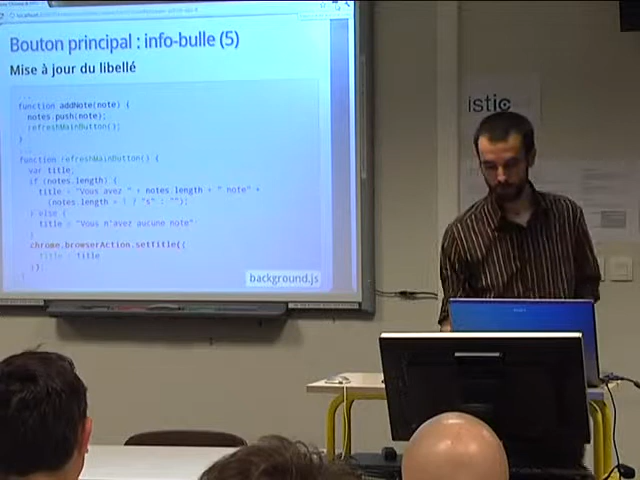 Bouton principal : info-bulle (5)
Mise à jour du libellé
...
function addNote(note) {
notes.push(note);
refreshMainButton();
}
...
function refreshMainButton() {
var title;
if (notes.length) {
title = "Vous avez " + notes.length + " note" +
(notes.length > 1 ? "s" : "");
} else {
title = "Vous n'avez aucune note"
}
chrome.browserAction.setTitle({
title : title
});
}
background.js
istic